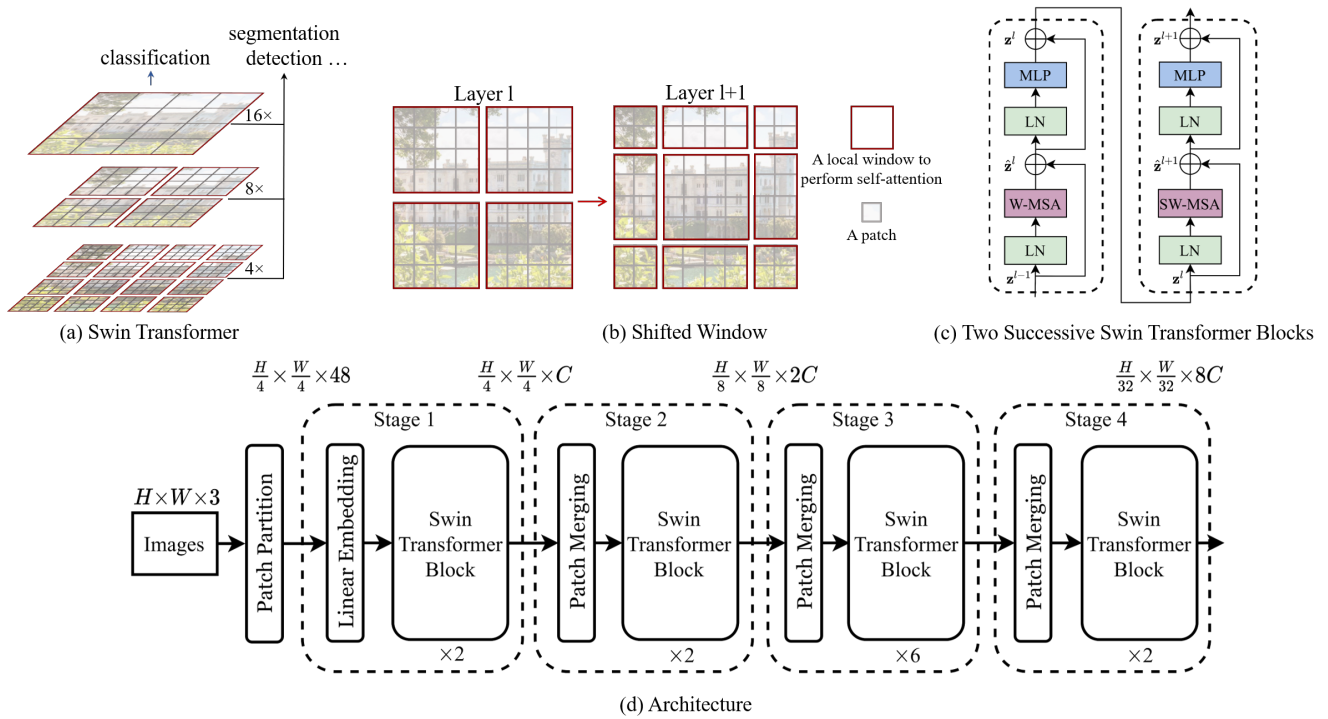 classification
segmentation
detection ...
16×
8×
4×
(a) Swin Transformer
Layer l
Layer l+1
A local window to
perform self-attention
A patch
(b) Shifted Window
z^l
MLP
LN
ẑ^l
W-MSA
LN
z^{l-1}
z^{l+1}
MLP
LN
ẑ^{l+1}
SW-MSA
LN
z^l
(c) Two Successive Swin Transformer Blocks
H/4 × W/4 × 48
H/4 × W/4 × C
H/8 × W/8 × 2C
H/32 × W/32 × 8C
Stage 1
Stage 2
Stage 3
Stage 4
H×W×3
Images
Patch Partition
Linear Embedding
Swin
Transformer
Block
×2
Patch Merging
Swin
Transformer
Block
×2
Patch Merging
Swin
Transformer
Block
×6
Patch Merging
Swin
Transformer
Block
×2
(d) Architecture